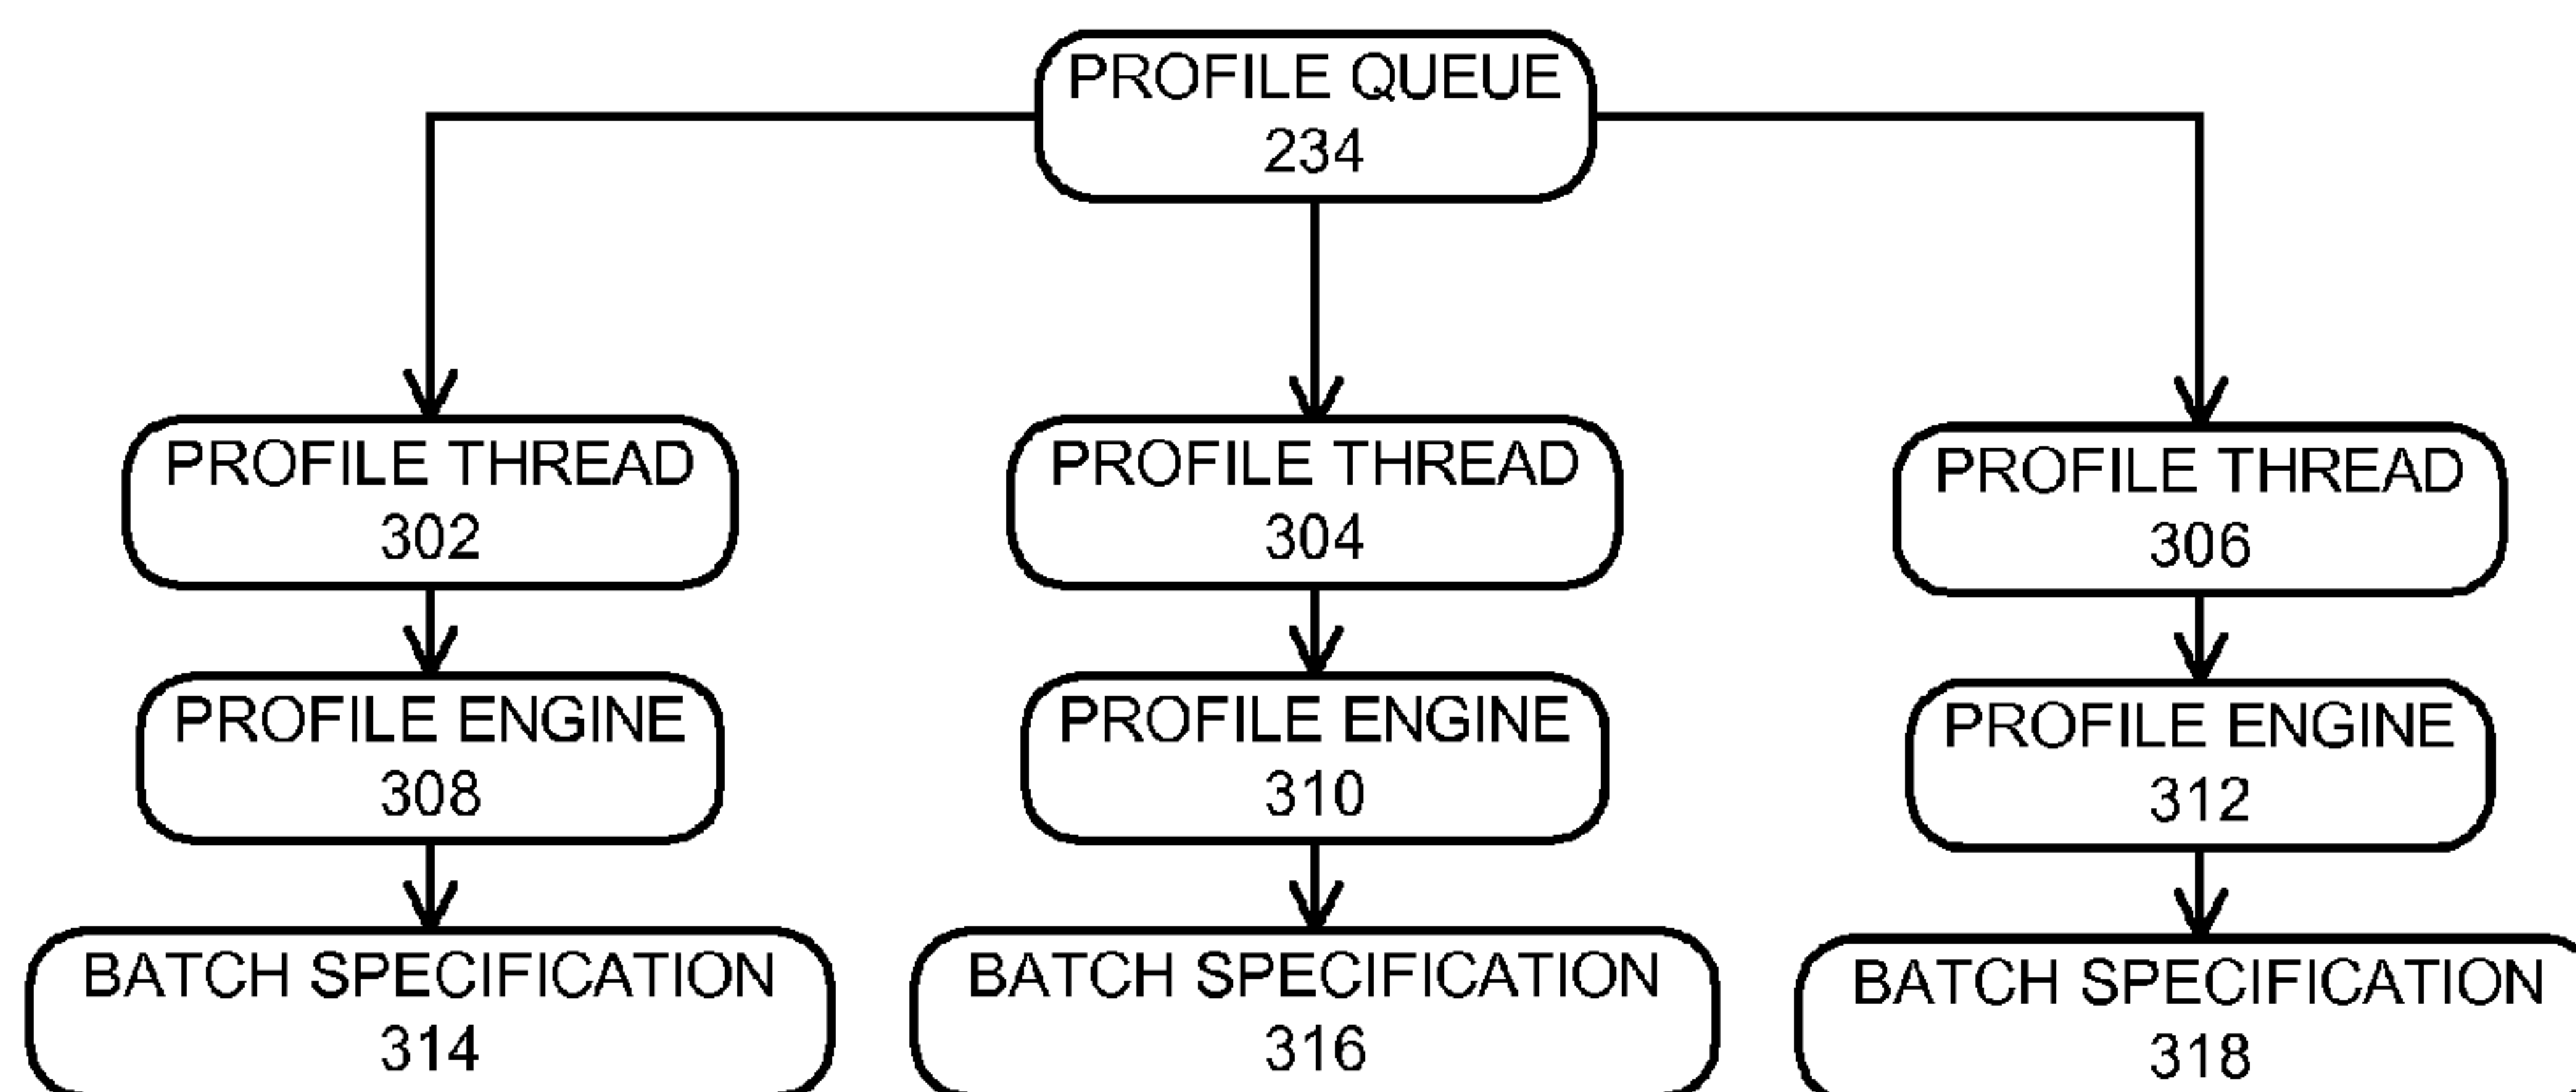 PROFILE QUEUE
234
PROFILE THREAD
302
PROFILE THREAD
304
PROFILE THREAD
306
PROFILE ENGINE
308
PROFILE ENGINE
310
PROFILE ENGINE
312
BATCH SPECIFICATION
314
BATCH SPECIFICATION
316
BATCH SPECIFICATION
318